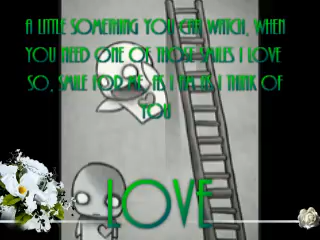 A LITTLE SOMETHING YOU CAN WATCH, WHEN
YOU NEED ONE OF THOSE SMILES I LOVE
SO, SMILE FOR ME, AS I AM AS I THINK OF
YOU
LOVE